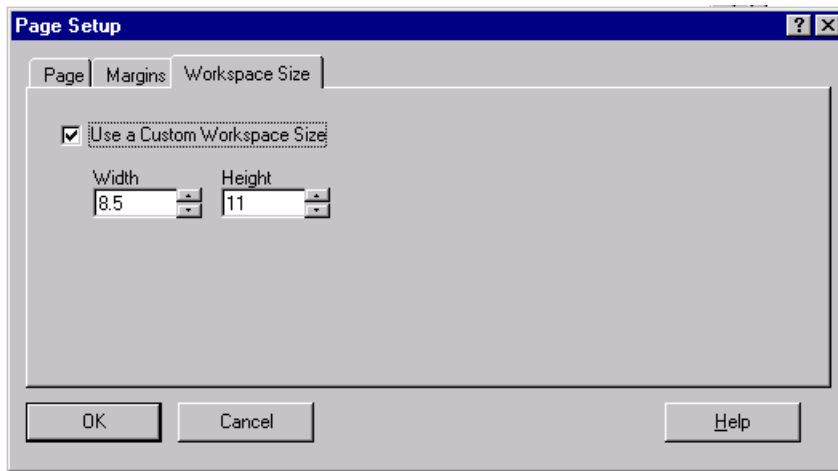 Page Setup
Page Margins Workspace Size
Use a Custom Workspace Size
Width Height
8.5 11
OK Cancel Help